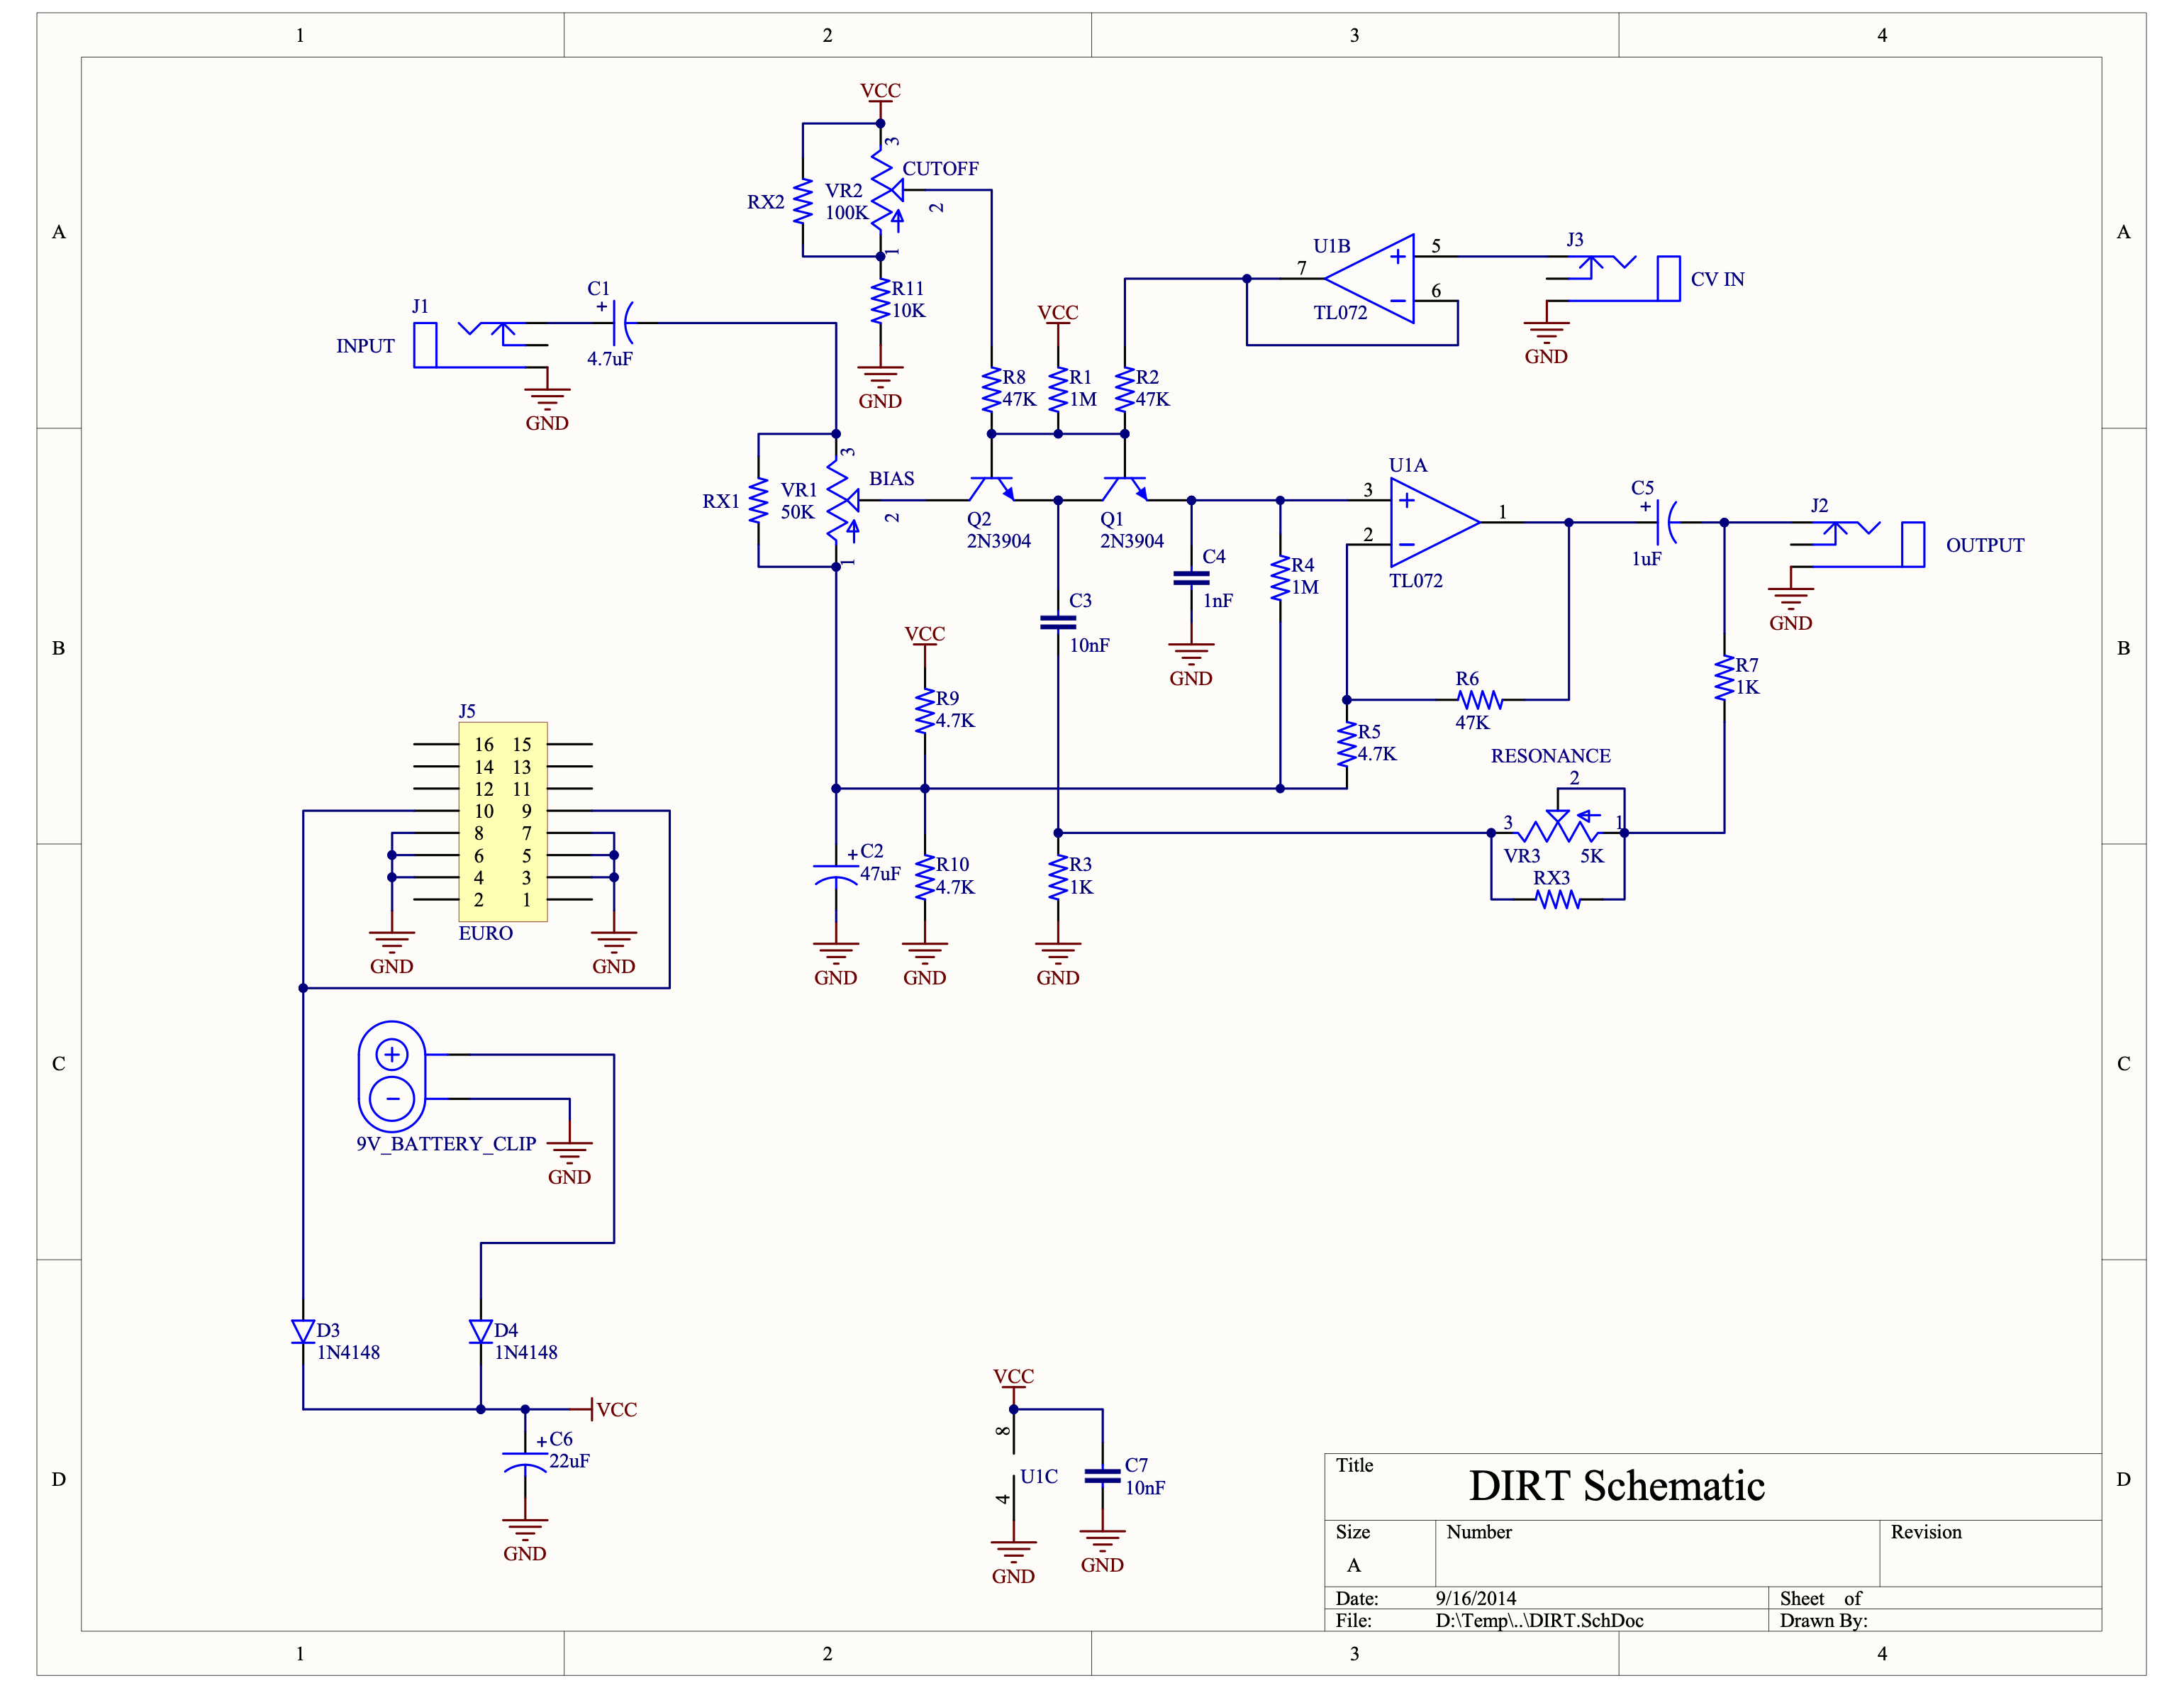 1 2 3 4
A A
B B
C C
D D
1 2 3 4
VCC
3
CUTOFF
RX2
VR2
100K
2
1
R11
10K
GND
J1
INPUT
C1
+
4.7uF
GND
VCC
R8
47K
R1
1M
R2
47K
U1B
7
+
5
−
6
TL072
J3
CV IN
GND
3
BIAS
RX1
VR1
50K
2
1
Q2
2N3904
Q1
2N3904
C4
1nF
GND
R4
1M
C3
10nF
U1A
3
+
2
−
1
TL072
C5
+
1uF
J2
OUTPUT
GND
R7
1K
R6
47K
R5
4.7K
RESONANCE
2
3
1
VR3
5K
RX3
VCC
R9
4.7K
+
C2
47uF
R10
4.7K
R3
1K
GND
GND
GND
J5
16 15
14 13
12 11
10 9
8 7
6 5
4 3
2 1
EURO
GND
GND
+
−
9V_BATTERY_CLIP
GND
D3
1N4148
D4
1N4148
VCC
+
C6
22uF
GND
VCC
8
U1C
4
GND
C7
10nF
GND
Title
DIRT Schematic
Size
A
Number
Revision
Date: 9/16/2014
Sheet of
File: D:\Temp\..\DIRT.SchDoc
Drawn By: